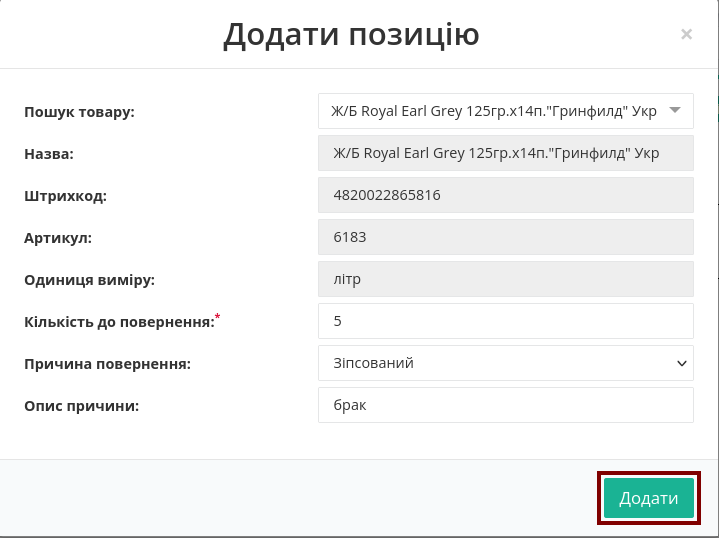 Додати позицію
×
Пошук товару: Ж/Б Royal Earl Grey 125гр.х14п."Гринфилд" Укр
Назва: Ж/Б Royal Earl Grey 125гр.х14п."Гринфилд" Укр
Штрихкод: 4820022865816
Артикул: 6183
Одиниця виміру: літр
Кількість до повернення:* 5
Причина повернення: Зіпсований
Опис причини: брак
Додати